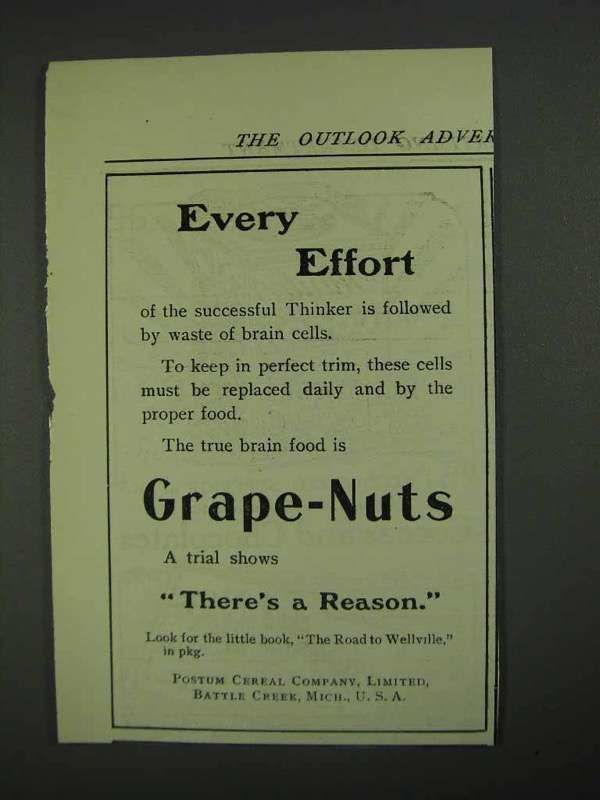 THE OUTLOOK ADVER
Every
Effort
of the successful Thinker is followed
by waste of brain cells.
To keep in perfect trim, these cells
must be replaced daily and by the
proper food.
The true brain food is
Grape-Nuts
A trial shows
"There's a Reason."
Look for the little book, "The Road to Wellville,"
in pkg.
Postum Cereal Company, Limited,
Battle Creek, Mich., U. S. A.